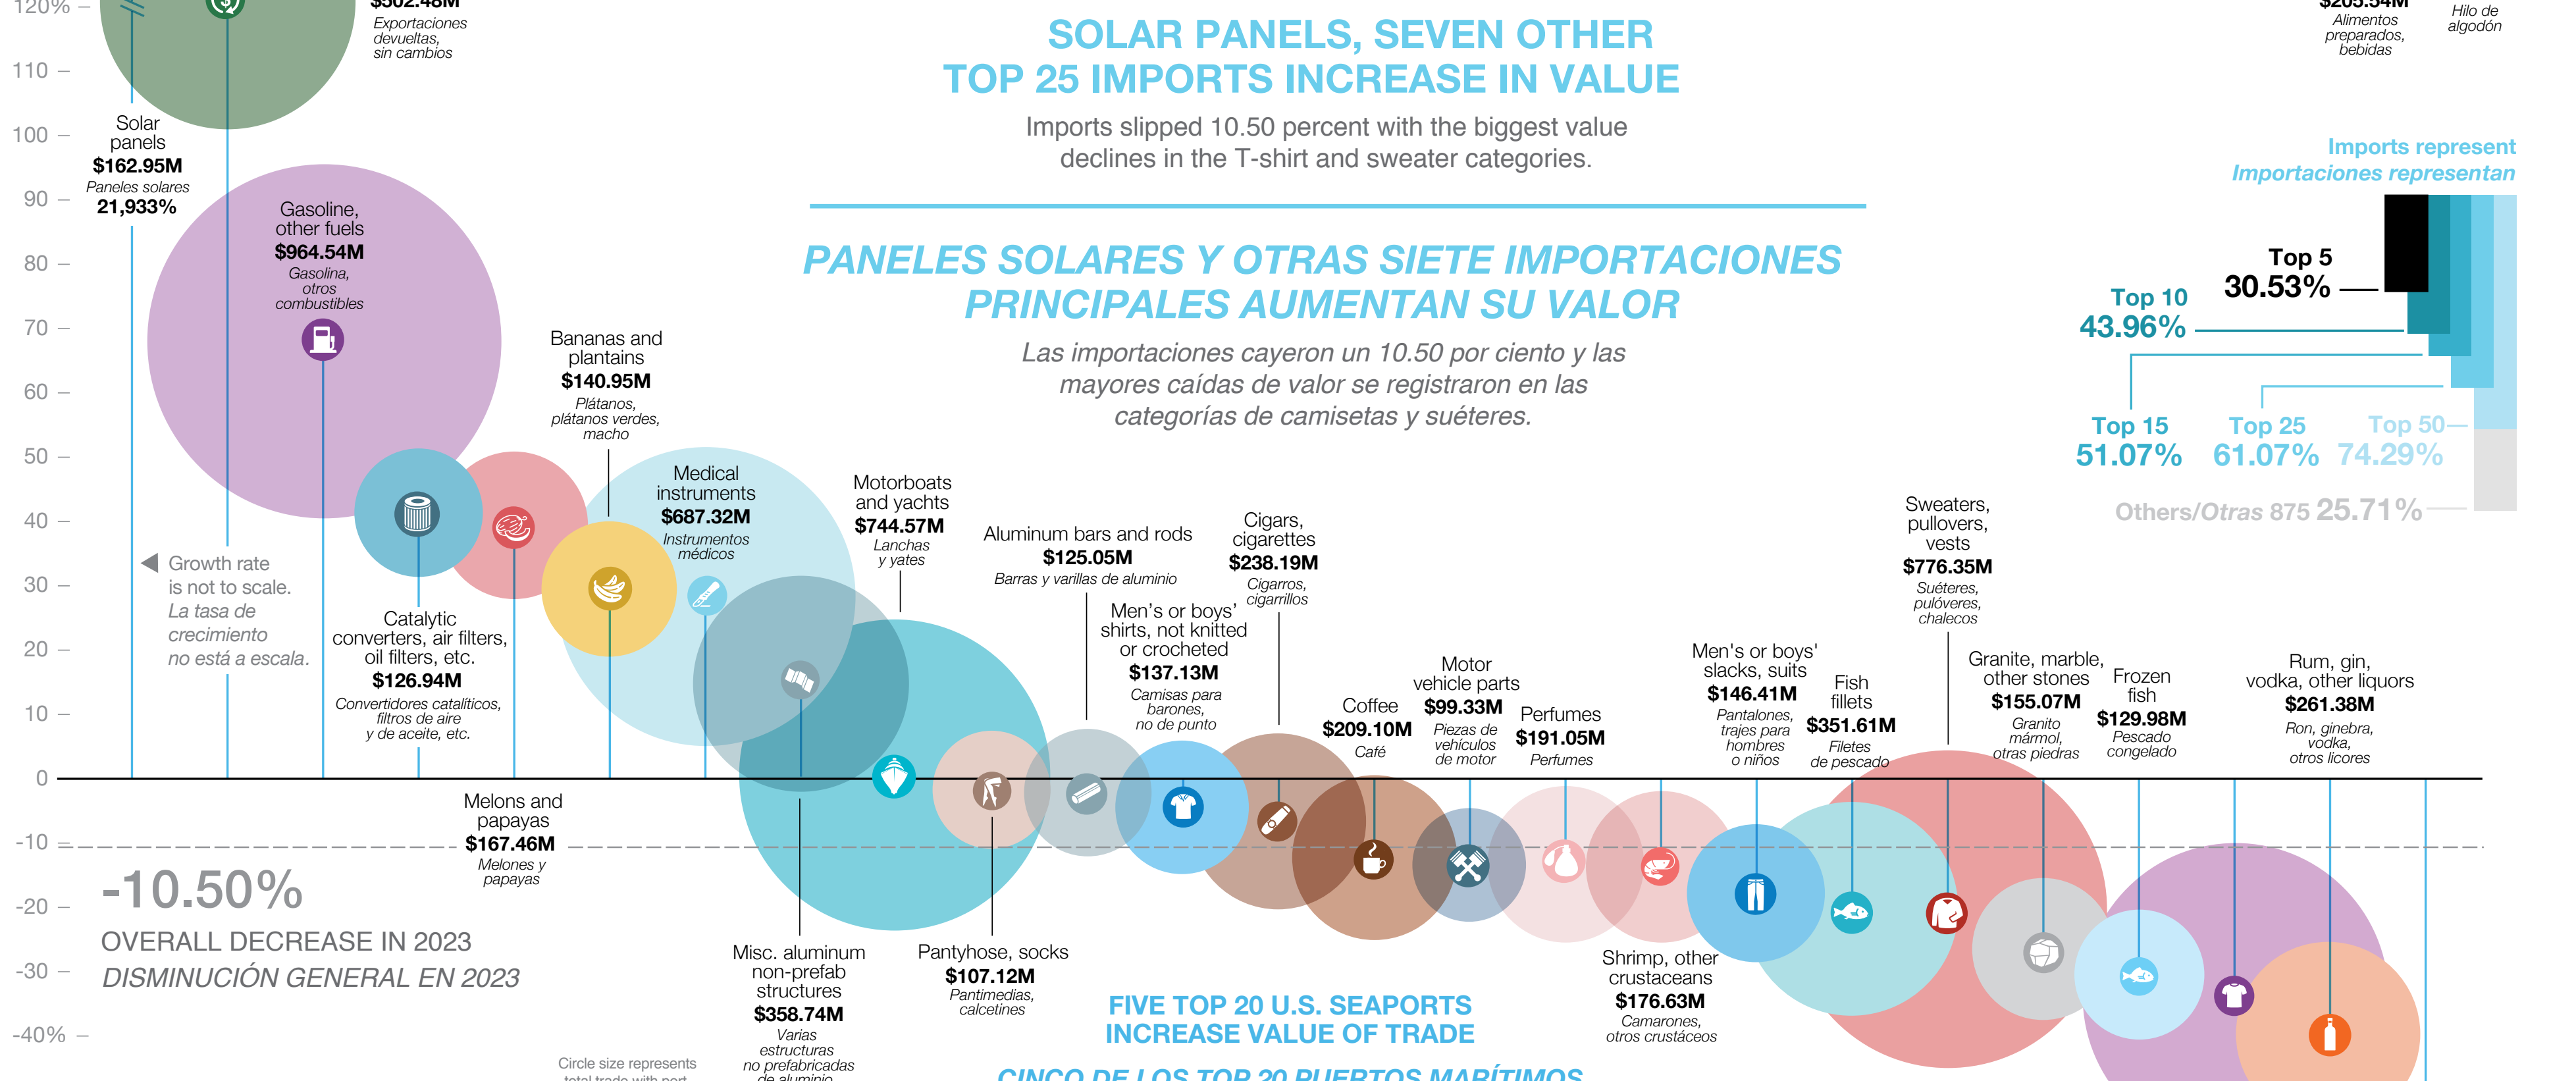 120%
110
100
90
80
70
60
50
40
30
20
10
0
-10
-20
-30
-40%
$502.48M
Exportaciones
devueltas,
sin cambios
SOLAR PANELS, SEVEN OTHER
TOP 25 IMPORTS INCREASE IN VALUE
Imports slipped 10.50 percent with the biggest value
declines in the T-shirt and sweater categories.
PANELES SOLARES Y OTRAS SIETE IMPORTACIONES
PRINCIPALES AUMENTAN SU VALOR
Las importaciones cayeron un 10.50 por ciento y las
mayores caídas de valor se registraron en las
categorías de camisetas y suéteres.
$205.54M
Alimentos
preparados,
bebidas
Hilo de
algodón
Imports represent
Importaciones representan
Top 5
30.53%
Top 10
43.96%
Top 15
51.07%
Top 25
61.07%
Top 50
74.29%
Others/Otras 875 25.71%
Solar
panels
$162.95M
Paneles solares
21,933%
Gasoline,
other fuels
$964.54M
Gasolina,
otros
combustibles
Growth rate
is not to scale.
La tasa de
crecimiento
no está a escala.
Catalytic
converters, air filters,
oil filters, etc.
$126.94M
Convertidores catalíticos,
filtros de aire
y de aceite, etc.
Melons and
papayas
$167.46M
Melones y
papayas
Bananas and
plantains
$140.95M
Plátanos,
plátanos verdes,
macho
Medical
instruments
$687.32M
Instrumentos
médicos
Misc. aluminum
non-prefab
structures
$358.74M
Varias
estructuras
no prefabricadas
de aluminio
Motorboats
and yachts
$744.57M
Lanchas
y yates
Pantyhose, socks
$107.12M
Pantimedias,
calcetines
Aluminum bars and rods
$125.05M
Barras y varillas de aluminio
Men's or boys'
shirts, not knitted
or crocheted
$137.13M
Camisas para
barones,
no de punto
Cigars,
cigarettes
$238.19M
Cigarros,
cigarrillos
Coffee
$209.10M
Café
Motor
vehicle parts
$99.33M
Piezas de
vehículos
de motor
Perfumes
$191.05M
Perfumes
Shrimp, other
crustaceans
$176.63M
Camarones,
otros crustáceos
Men's or boys'
slacks, suits
$146.41M
Pantalones,
trajes para
hombres
o niños
Fish
fillets
$351.61M
Filetes
de pescado
Sweaters,
pullovers,
vests
$776.35M
Suéteres,
pulóveres,
chalecos
Granite, marble,
other stones
$155.07M
Granito
mármol,
otras piedras
Frozen
fish
$129.98M
Pescado
congelado
Rum, gin,
vodka, other liquors
$261.38M
Ron, ginebra,
vodka,
otros licores
-10.50%
OVERALL DECREASE IN 2023
DISMINUCIÓN GENERAL EN 2023
Circle size represents
total trade with port
FIVE TOP 20 U.S. SEAPORTS
INCREASE VALUE OF TRADE
CINCO DE LOS TOP 20 PUERTOS MARÍTIMOS